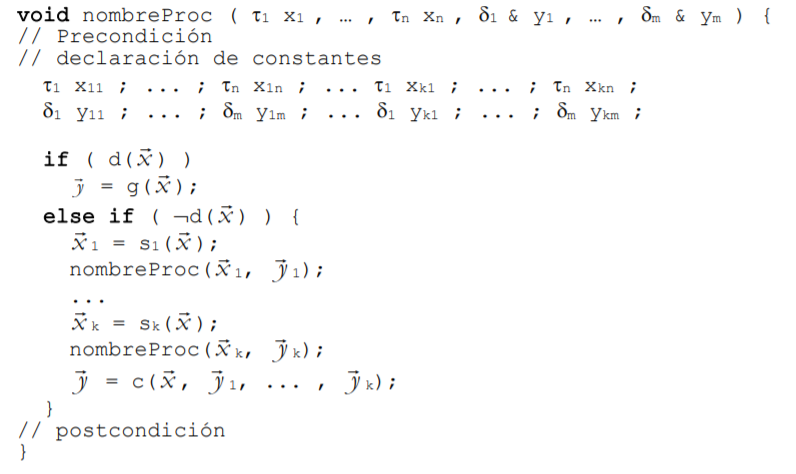 void nombreProc ( τ1 x1 , … , τn xn , δ1 & y1 , … , δm & ym ) {
// Precondición
// declaración de constantes
τ1 x11 ; ... ; τn x1n ; ... τ1 xk1 ; ... ; τn xkn ;
δ1 y11 ; ... ; δm y1m ; ... δ1 yk1 ; ... ; δm ykm ;
if ( d(x⃗) )
y⃗ = g(x⃗);
else if ( ¬d(x⃗) ) {
x⃗1 = s1(x⃗);
nombreProc(x⃗1, y⃗1);
...
x⃗k = sk(x⃗);
nombreProc(x⃗k, y⃗k);
y⃗ = c(x⃗, y⃗1, ... , y⃗k);
}
// postcondición
}